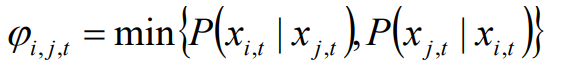 φ_{i,j,t} = min{P(x_{i,t} | x_{j,t}), P(x_{j,t} | x_{i,t})}